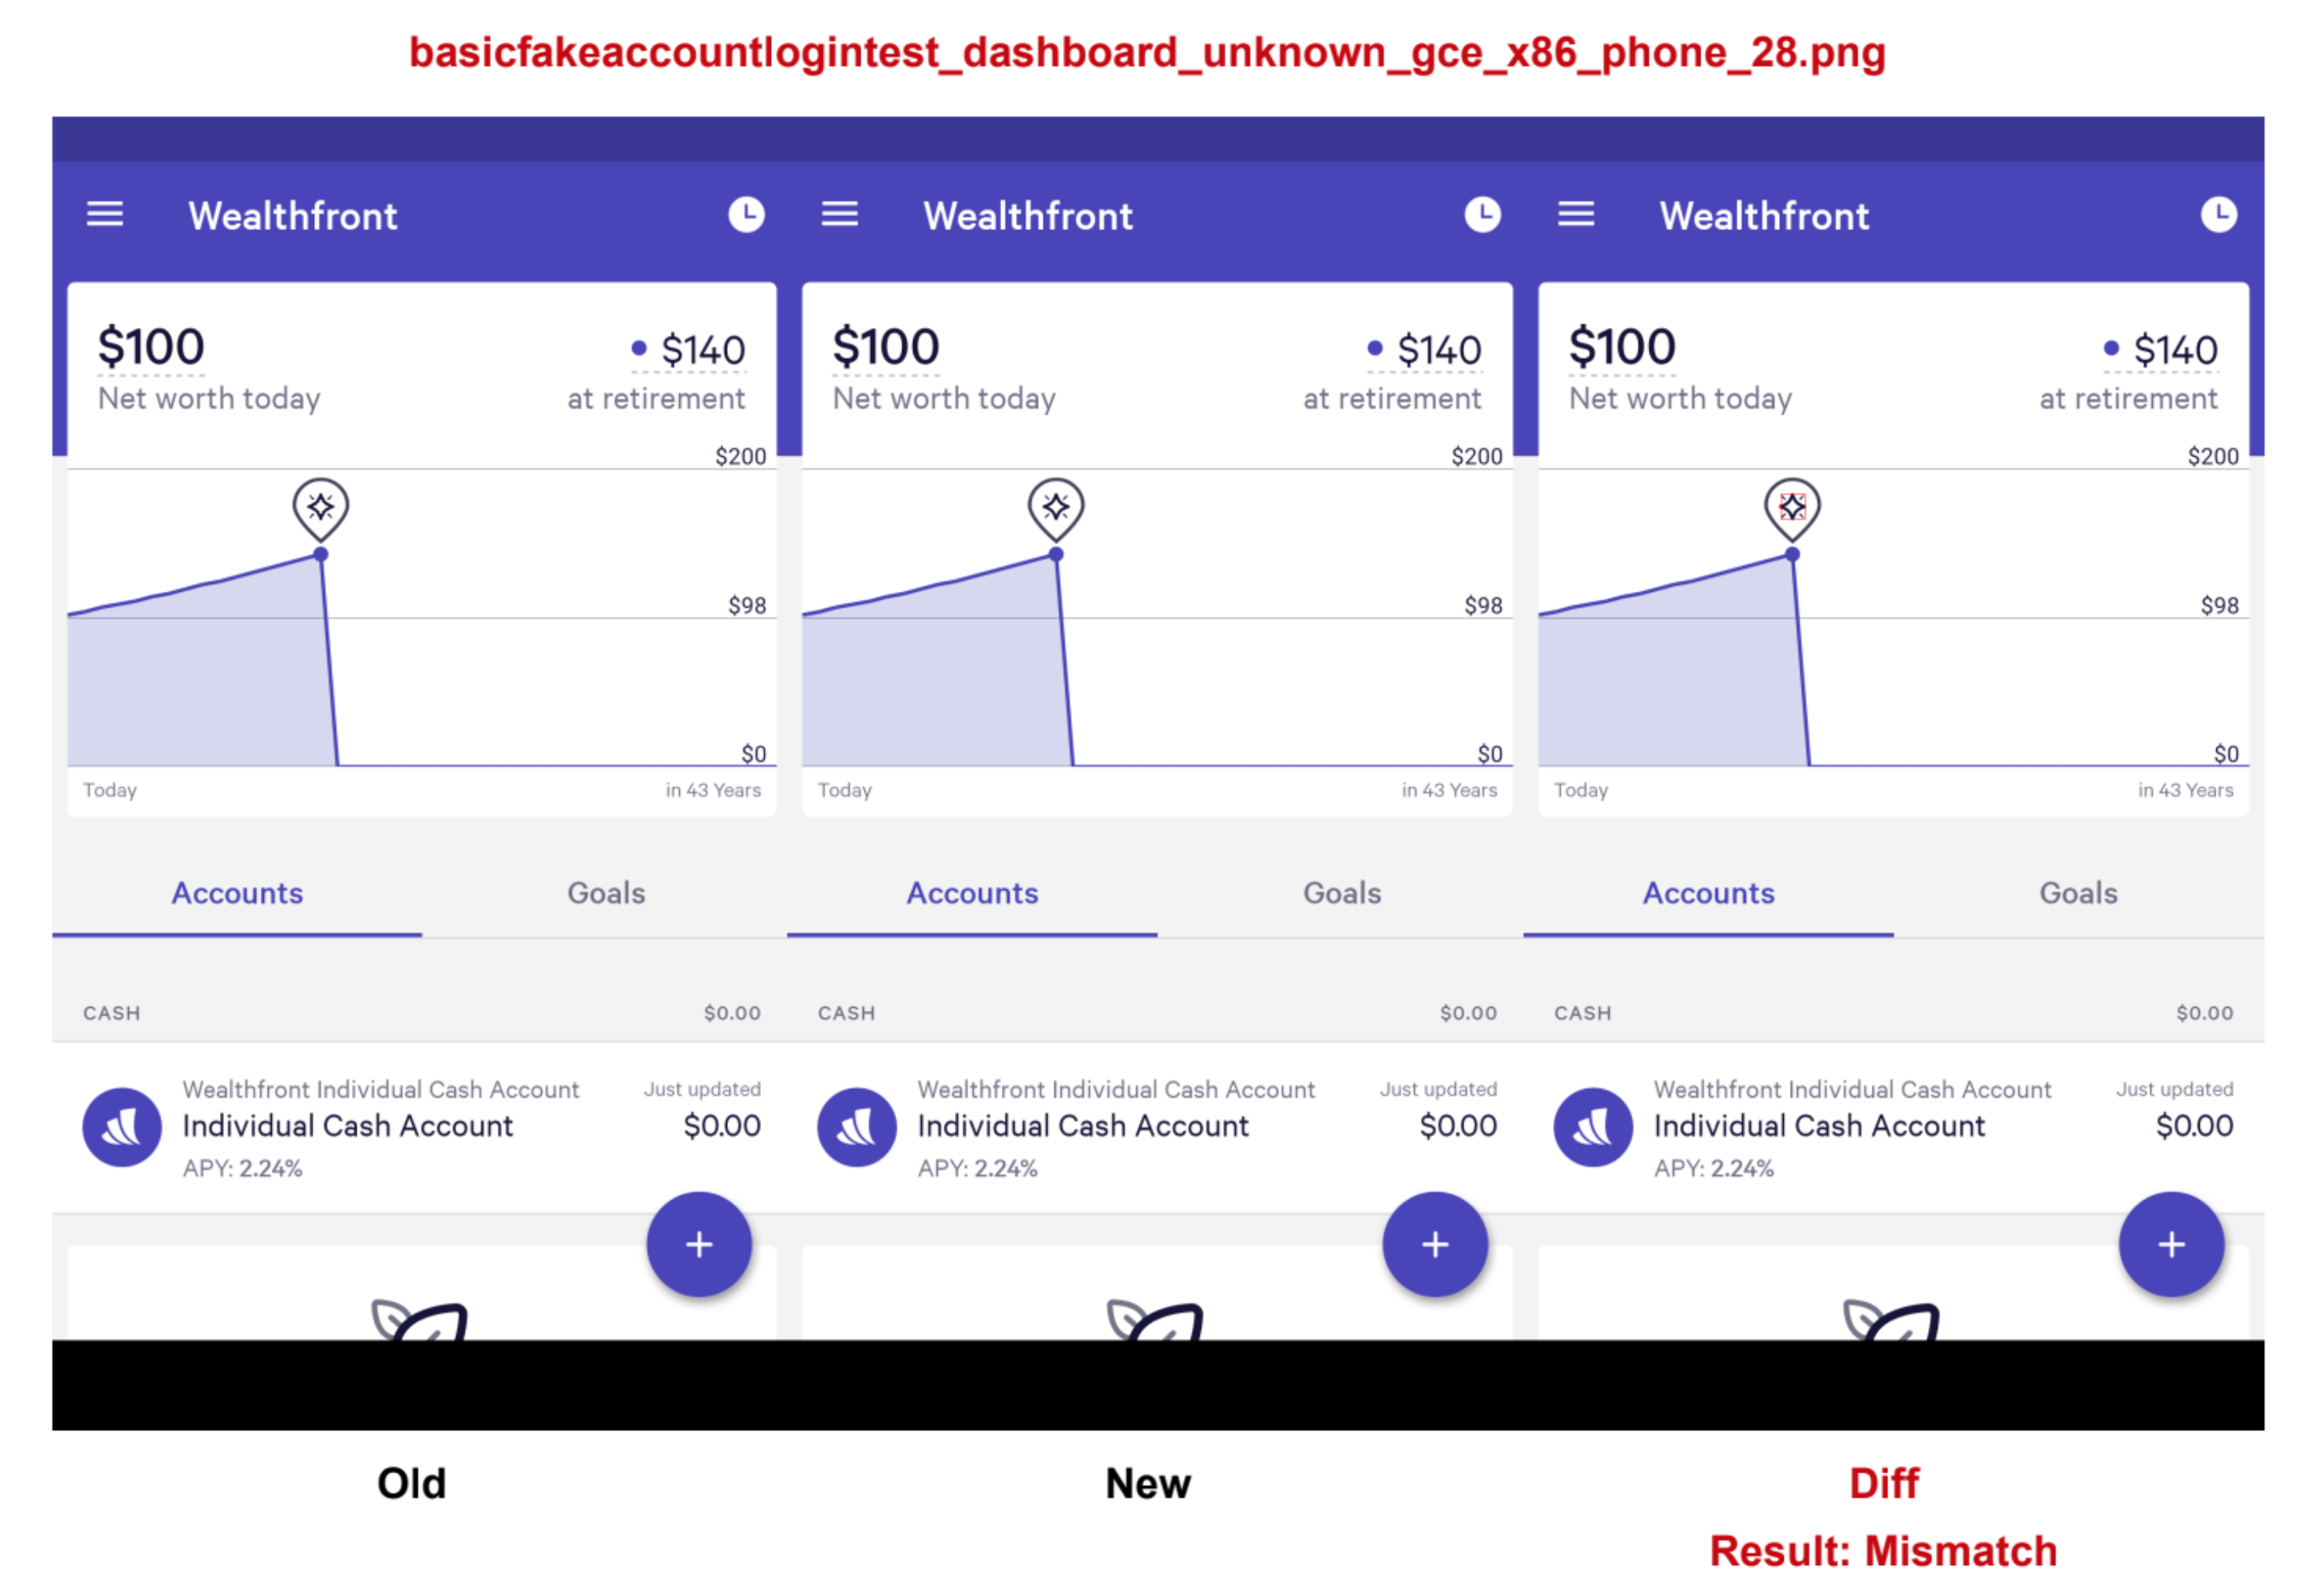 basicfakeaccountlogintest_dashboard_unknown_gce_x86_phone_28.png
Wealthfront
$100
$140
Net worth today
at retirement
$200
$98
$0
Today
in 43 Years
Accounts
Goals
CASH
$0.00
Wealthfront Individual Cash Account
Just updated
Individual Cash Account
$0.00
APY: 2.24%
+
Old
Wealthfront
$100
$140
Net worth today
at retirement
$200
$98
$0
Today
in 43 Years
Accounts
Goals
CASH
$0.00
Wealthfront Individual Cash Account
Just updated
Individual Cash Account
$0.00
APY: 2.24%
+
New
Wealthfront
$100
$140
Net worth today
at retirement
$200
$98
$0
Today
in 43 Years
Accounts
Goals
CASH
$0.00
Wealthfront Individual Cash Account
Just updated
Individual Cash Account
$0.00
APY: 2.24%
+
Diff
Result: Mismatch